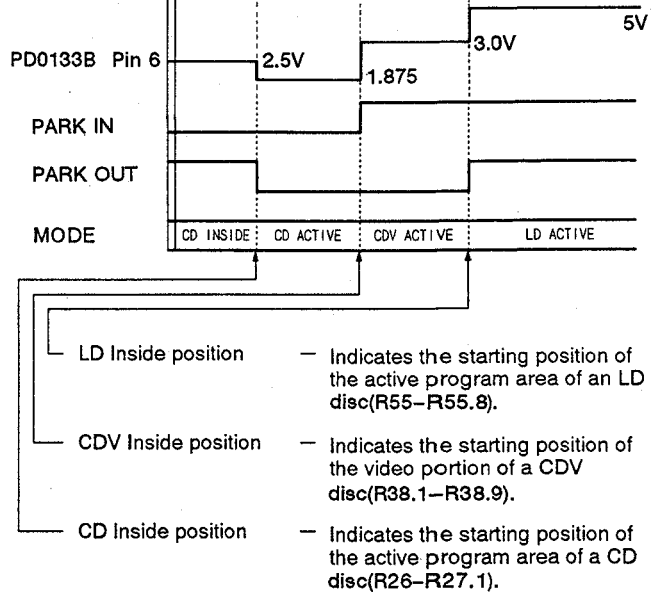 5V
PD0133B Pin 6
2.5V
3.0V
1.875
PARK IN
PARK OUT
MODE
CD INSIDE
CD ACTIVE
CDV ACTIVE
LD ACTIVE
LD Inside position — Indicates the starting position of
the active program area of an LD
disc(R55–R55.8).
CDV Inside position — Indicates the starting position of
the video portion of a CDV
disc(R38.1–R38.9).
CD Inside position — Indicates the starting position of
the active program area of a CD
disc(R26–R27.1).